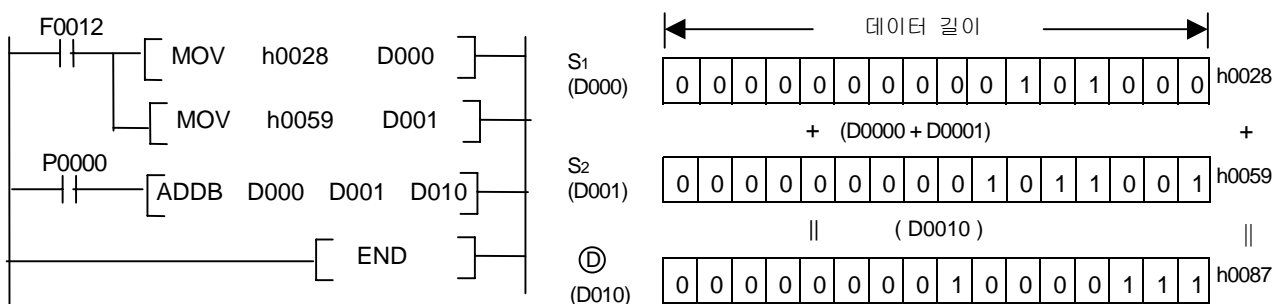 F0012
MOV h0028 D000
MOV h0059 D001
P0000
ADDB D000 D001 D010
END
데이터 길이
S1
(D000)
0 0 0 0 0 0 0 0 0 0 1 0 1 0 0 0 h0028
+ (D0000 + D0001) +
S2
(D001)
0 0 0 0 0 0 0 0 0 1 0 1 1 0 0 1 h0059
|| ( D0010 ) ||
Ⓓ
(D010)
0 0 0 0 0 0 0 0 1 0 0 0 0 1 1 1 h0087